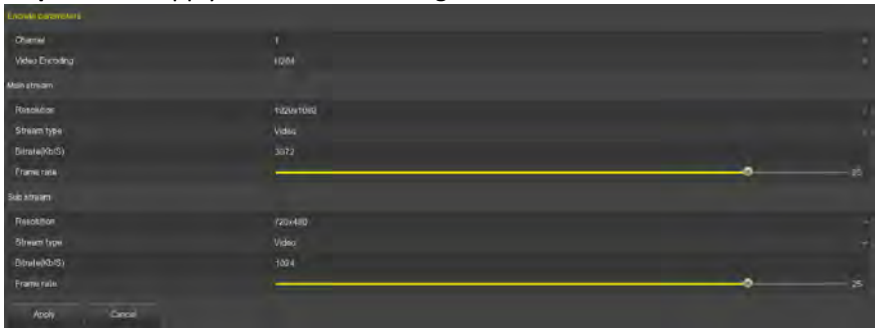 Encode parameters
Channel 1
Video Encoding H264
Main stream
Resolution 1920x1080
Stream type Video
Bitrate(Kb/S) 3072
Frame rate 25
Sub stream
Resolution 720x480
Stream type Video
Bitrate(Kb/S) 1024
Frame rate 25
Apply Cancel